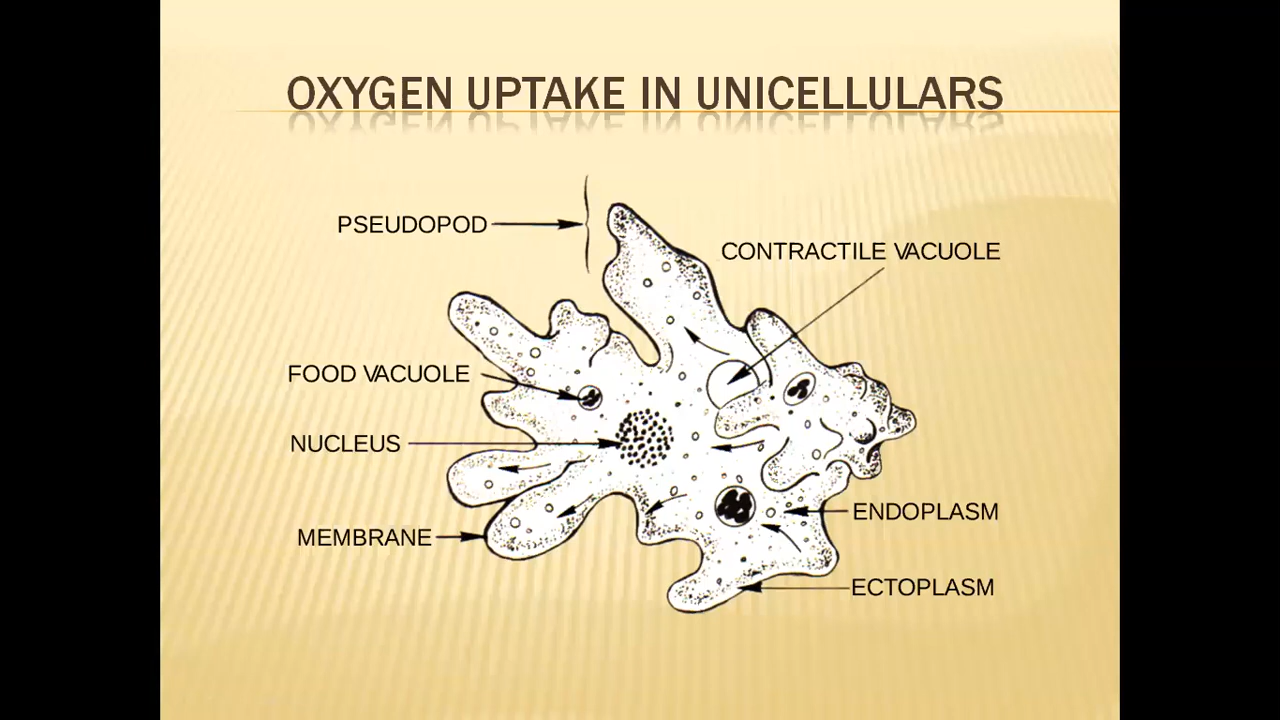 OXYGEN UPTAKE IN UNICELLULARS
PSEUDOPOD
CONTRACTILE VACUOLE
FOOD VACUOLE
NUCLEUS
MEMBRANE
ENDOPLASM
ECTOPLASM